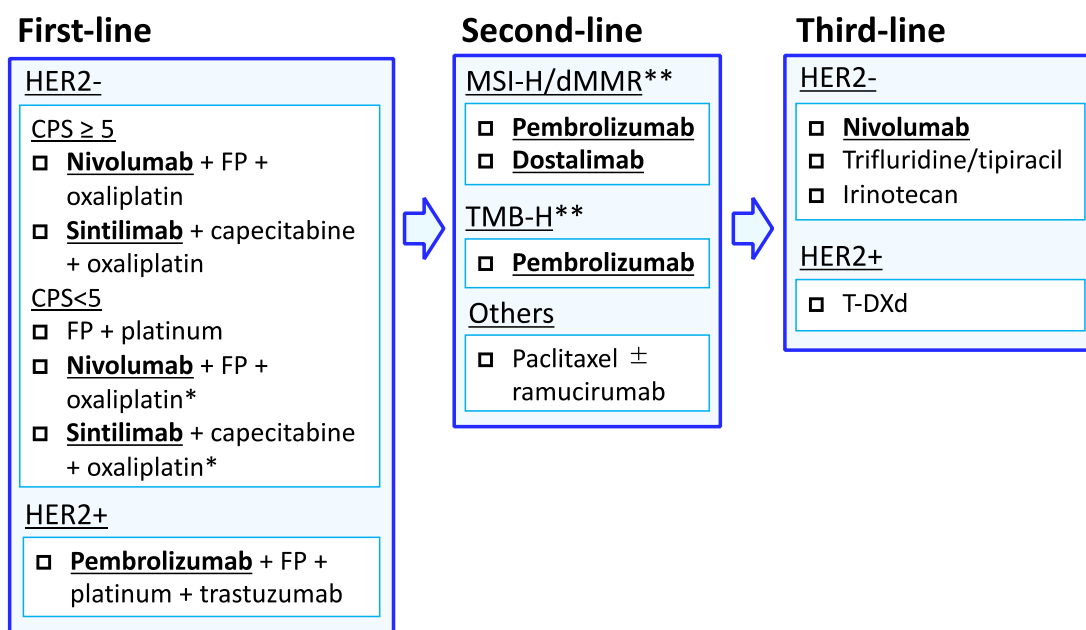 First-line
HER2-
CPS ≥ 5
Nivolumab + FP +
oxaliplatin
Sintilimab + capecitabine
+ oxaliplatin
CPS<5
FP + platinum
Nivolumab + FP +
oxaliplatin*
Sintilimab + capecitabine
+ oxaliplatin*
HER2+
Pembrolizumab + FP +
platinum + trastuzumab
Second-line
MSI-H/dMMR**
Pembrolizumab
Dostalimab
TMB-H**
Pembrolizumab
Others
Paclitaxel ±
ramucirumab
Third-line
HER2-
Nivolumab
Trifluridine/tipiracil
Irinotecan
HER2+
T-DXd